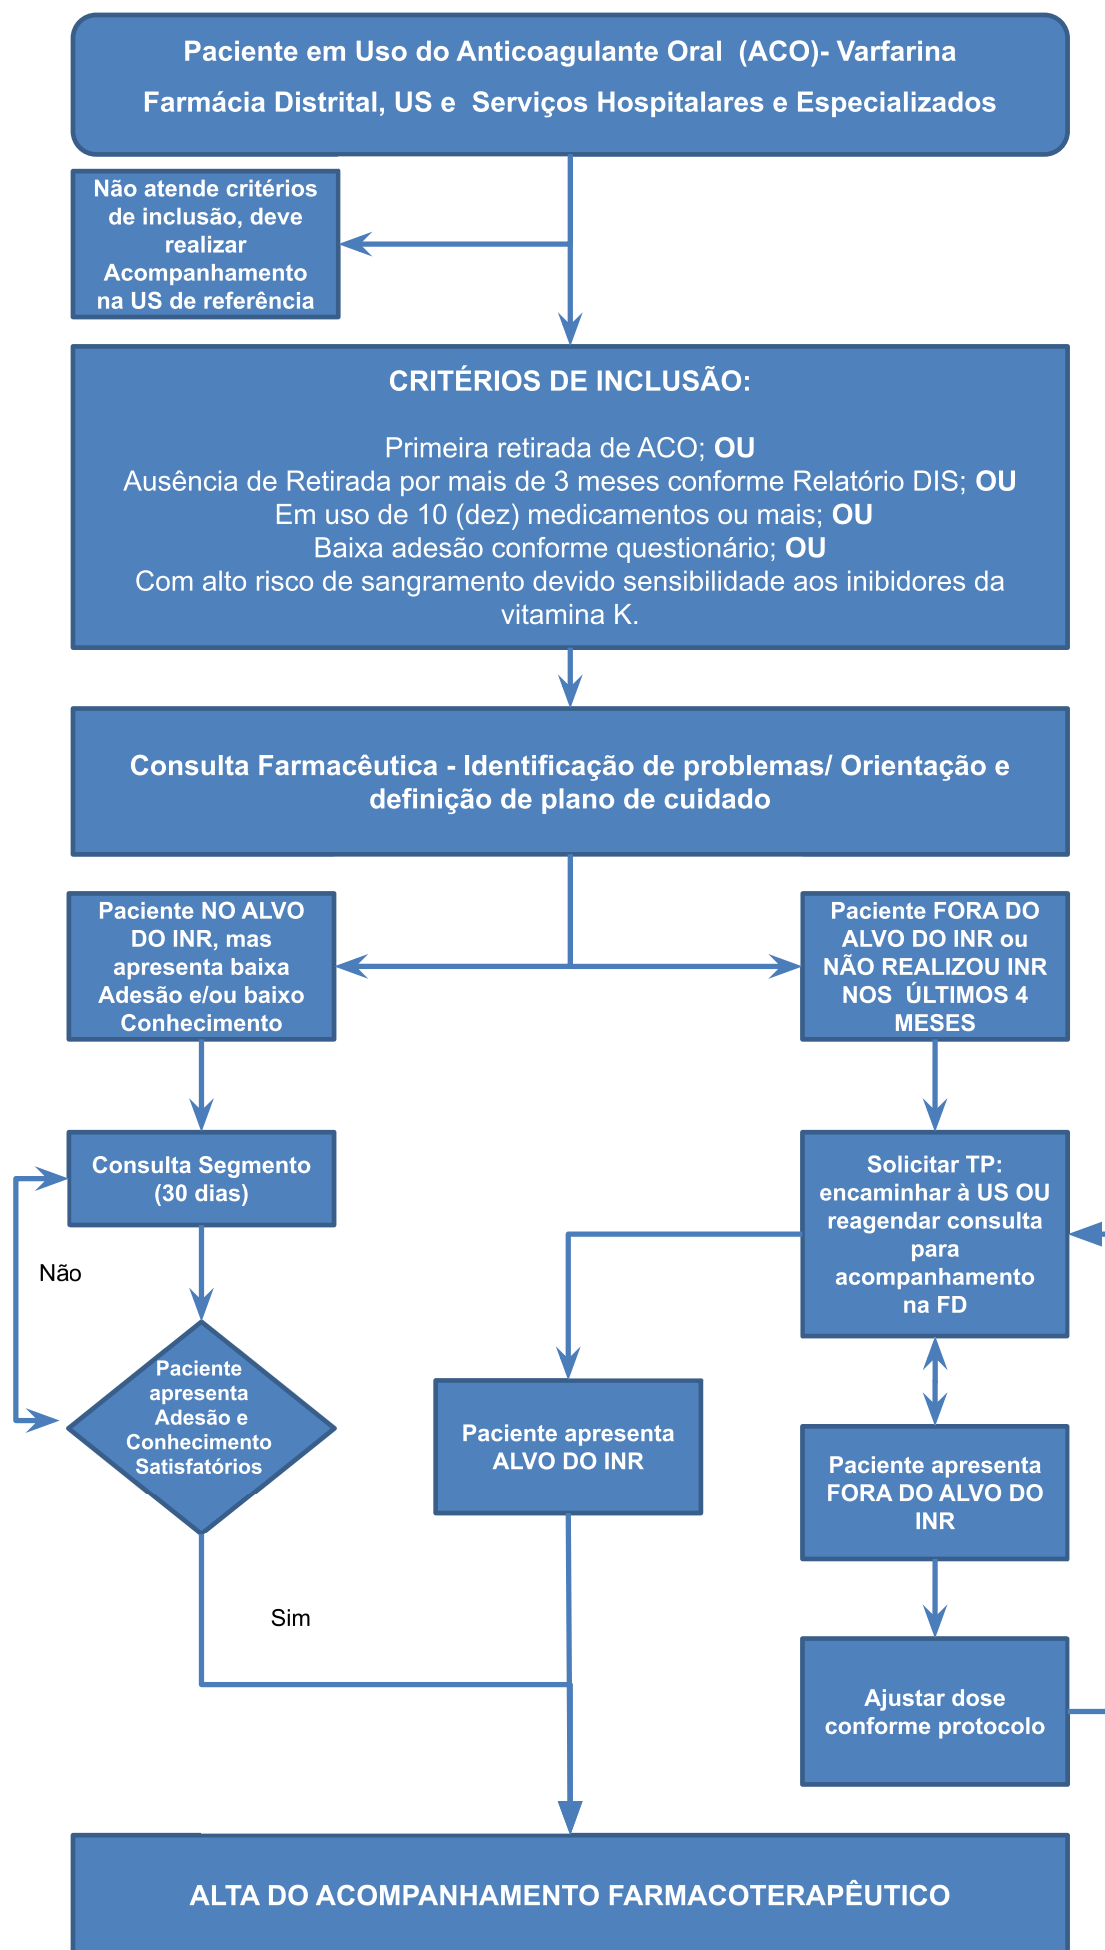 Paciente em Uso do Anticoagulante Oral (ACO)- Varfarina
Farmácia Distrital, US e Serviços Hospitalares e Especializados
Não atende critérios
de inclusão, deve
realizar
Acompanhamento
na US de referência
CRITÉRIOS DE INCLUSÃO:
Primeira retirada de ACO; OU
Ausência de Retirada por mais de 3 meses conforme Relatório DIS; OU
Em uso de 10 (dez) medicamentos ou mais; OU
Baixa adesão conforme questionário; OU
Com alto risco de sangramento devido sensibilidade aos inibidores da
vitamina K.
Consulta Farmacêutica - Identificação de problemas/ Orientação e
definição de plano de cuidado
Paciente NO ALVO
DO INR, mas
apresenta baixa
Adesão e/ou baixo
Conhecimento
Paciente FORA DO
ALVO DO INR ou
NÃO REALIZOU INR
NOS ÚLTIMOS 4
MESES
Consulta Segmento
(30 dias)
Solicitar TP:
encaminhar à US OU
reagendar consulta
para
acompanhamento
na FD
Não
Paciente
apresenta
Adesão e
Conhecimento
Satisfatórios
Paciente apresenta
ALVO DO INR
Paciente apresenta
FORA DO ALVO DO
INR
Sim
Ajustar dose
conforme protocolo
ALTA DO ACOMPANHAMENTO FARMACOTERAPÊUTICO